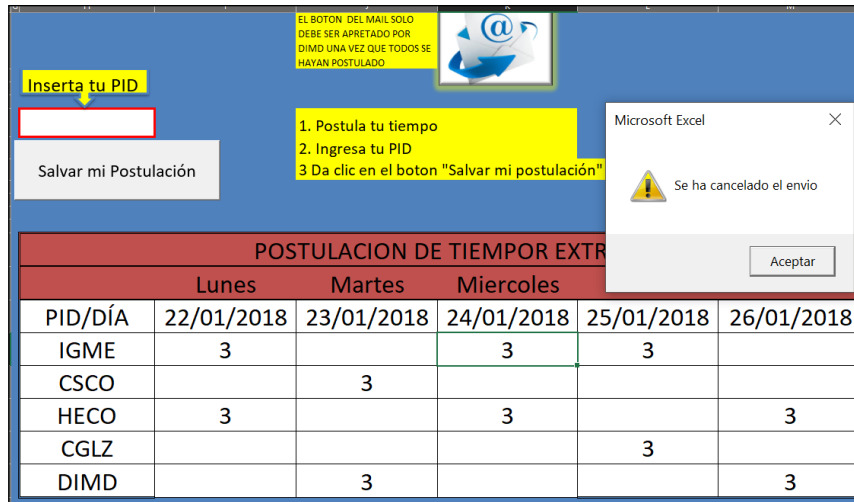 EL BOTON DEL MAIL SOLO
DEBE SER APRETADO POR
DIMD UNA VEZ QUE TODOS SE
HAYAN POSTULADO
Inserta tu PID
1. Postula tu tiempo
2. Ingresa tu PID
3 Da clic en el boton "Salvar mi postulación"
Salvar mi Postulación
Microsoft Excel
Se ha cancelado el envio
Aceptar
POSTULACION DE TIEMPOR EXTR
Lunes Martes Miercoles
PID/DÍA 22/01/2018 23/01/2018 24/01/2018 25/01/2018 26/01/2018
IGME 3 3 3
CSCO 3
HECO 3 3 3
CGLZ 3
DIMD 3 3